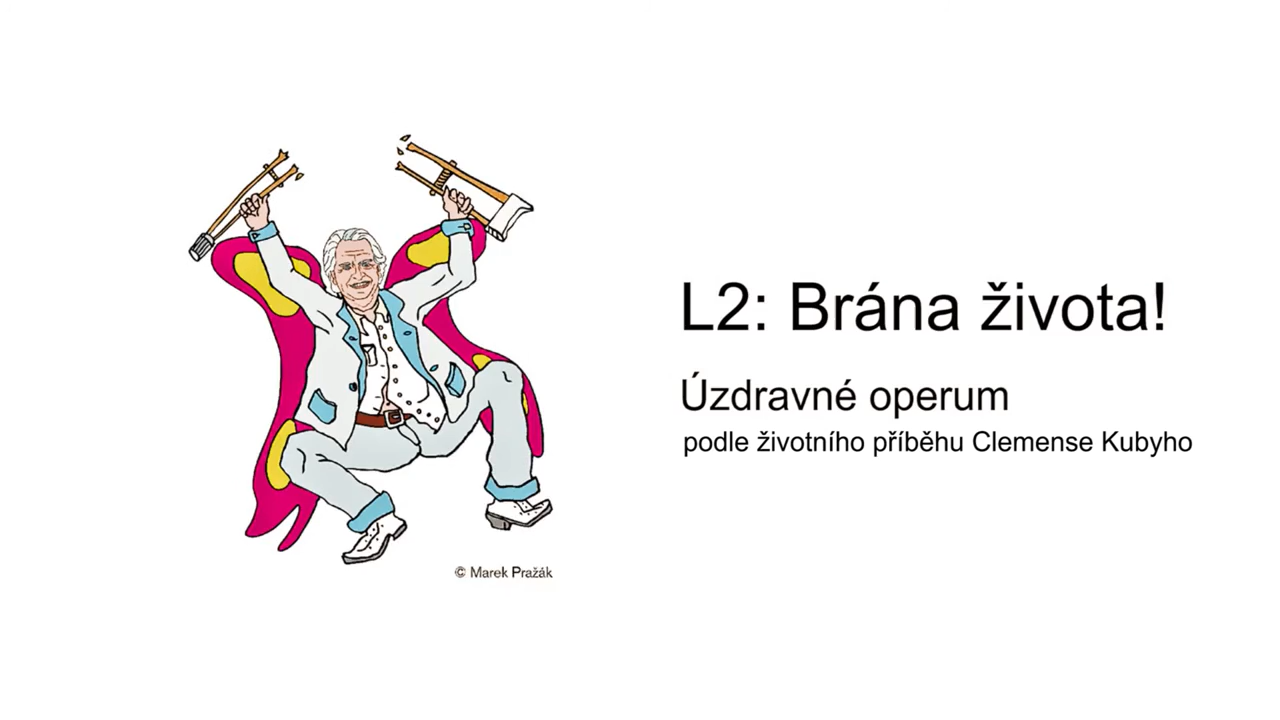 L2: Brána života!
Úzdravné operum
podle životního příběhu Clemense Kubyho
© Marek Pražák